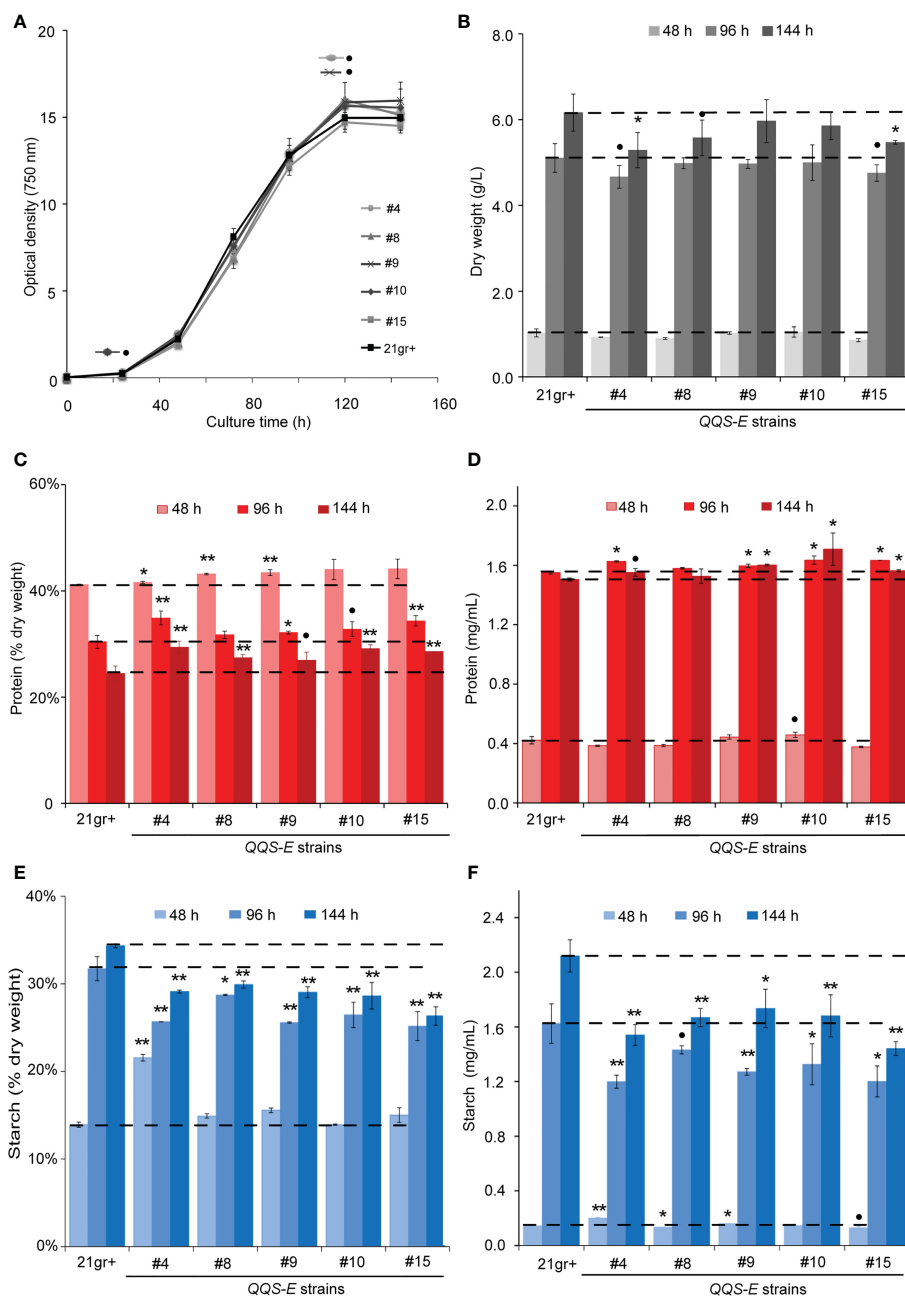 A
Optical density (750 nm)
20
15
10
5
0
0 40 80 120 160
Culture time (h)
#4
#8
#9
#10
#15
21gr+
B
48 h 96 h 144 h
Dry weight (g/L)
8.0
6.0
4.0
2.0
0.0
21gr+ #4 #8 #9 #10 #15
QQS-E strains
C
48 h 96 h 144 h
Protein (% dry weight)
60%
40%
20%
0
21gr+ #4 #8 #9 #10 #15
QQS-E strains
D
48 h 96 h 144 h
Protein (mg/mL)
2.0
1.6
1.2
0.8
0.4
0.0
21gr+ #4 #8 #9 #10 #15
QQS-E strains
E
48 h 96 h 144 h
Starch (% dry weight)
40%
30%
20%
10%
0%
21gr+ #4 #8 #9 #10 #15
QQS-E strains
F
48 h 96 h 144 h
Starch (mg/mL)
2.4
1.6
1.2
0.8
0.4
0.0
21gr+ #4 #8 #9 #10 #15
QQS-E strains